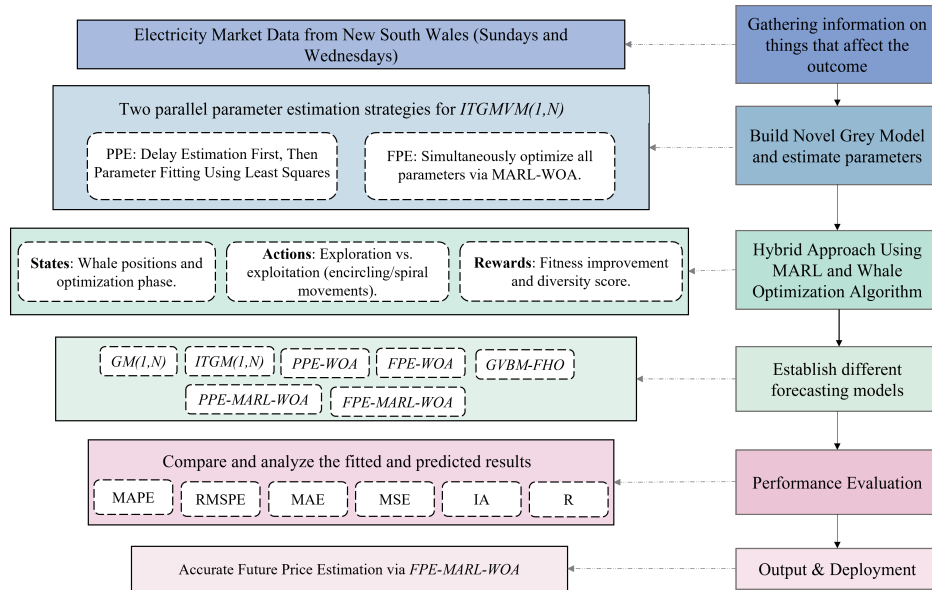 Electricity Market Data from New South Wales (Sundays and
Wednesdays)
Gathering information on
things that affect the
outcome
Two parallel parameter estimation strategies for ITGMVM(1,N)
PPE: Delay Estimation First, Then
Parameter Fitting Using Least Squares
FPE: Simultaneously optimize all
parameters via MARL-WOA.
Build Novel Grey Model
and estimate parameters
States: Whale positions and
optimization phase.
Actions: Exploration vs.
exploitation (encircling/spiral
movements).
Rewards: Fitness improvement
and diversity score.
Hybrid Approach Using
MARL and Whale
Optimization Algorithm
GM(1,N)
ITGM(1,N)
PPE-WOA
FPE-WOA
GVBM-FHO
PPE-MARL-WOA
FPE-MARL-WOA
Establish different
forecasting models
Compare and analyze the fitted and predicted results
MAPE
RMSPE
MAE
MSE
IA
R
Performance Evaluation
Accurate Future Price Estimation via FPE-MARL-WOA
Output & Deployment